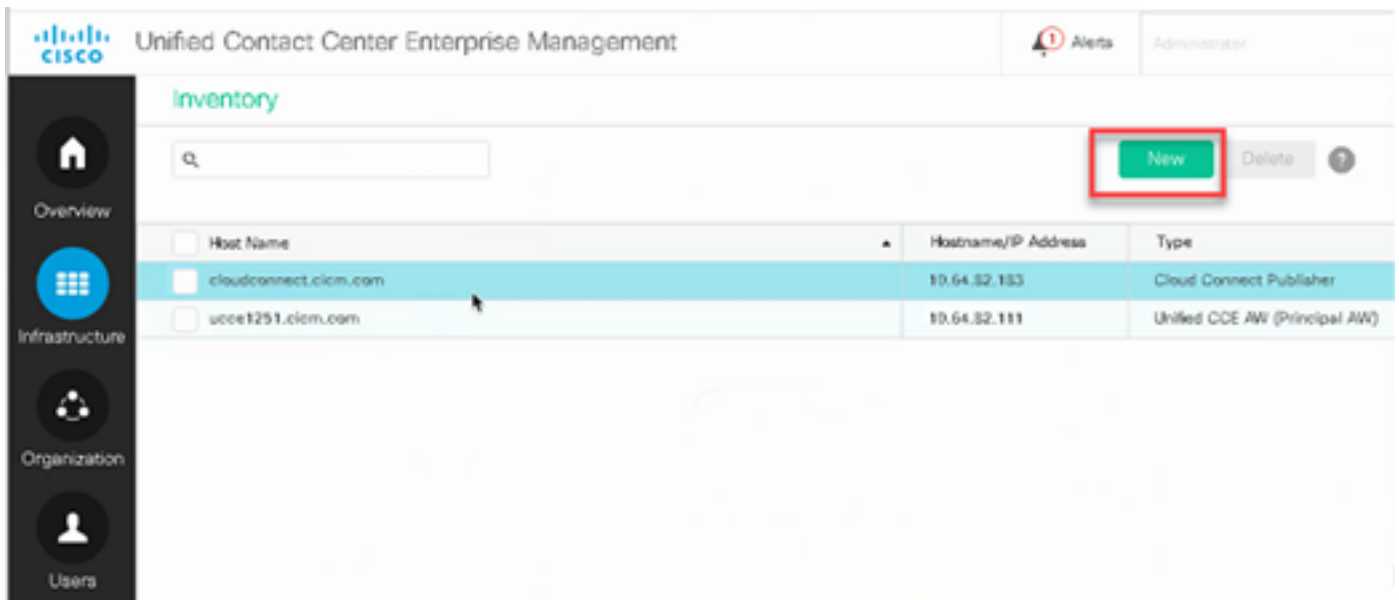 CISCO
Unified Contact Center Enterprise Management
1
Alerts
Administrator
Inventory
New
Delete
?
Overview
Host Name
Hostname/IP Address
Type
cloudconnect.cicm.com
10.64.82.183
Cloud Connect Publisher
ucce1251.cicm.com
10.64.82.111
Unified CCE AW (Principal AW)
Infrastructure
Organization
Users